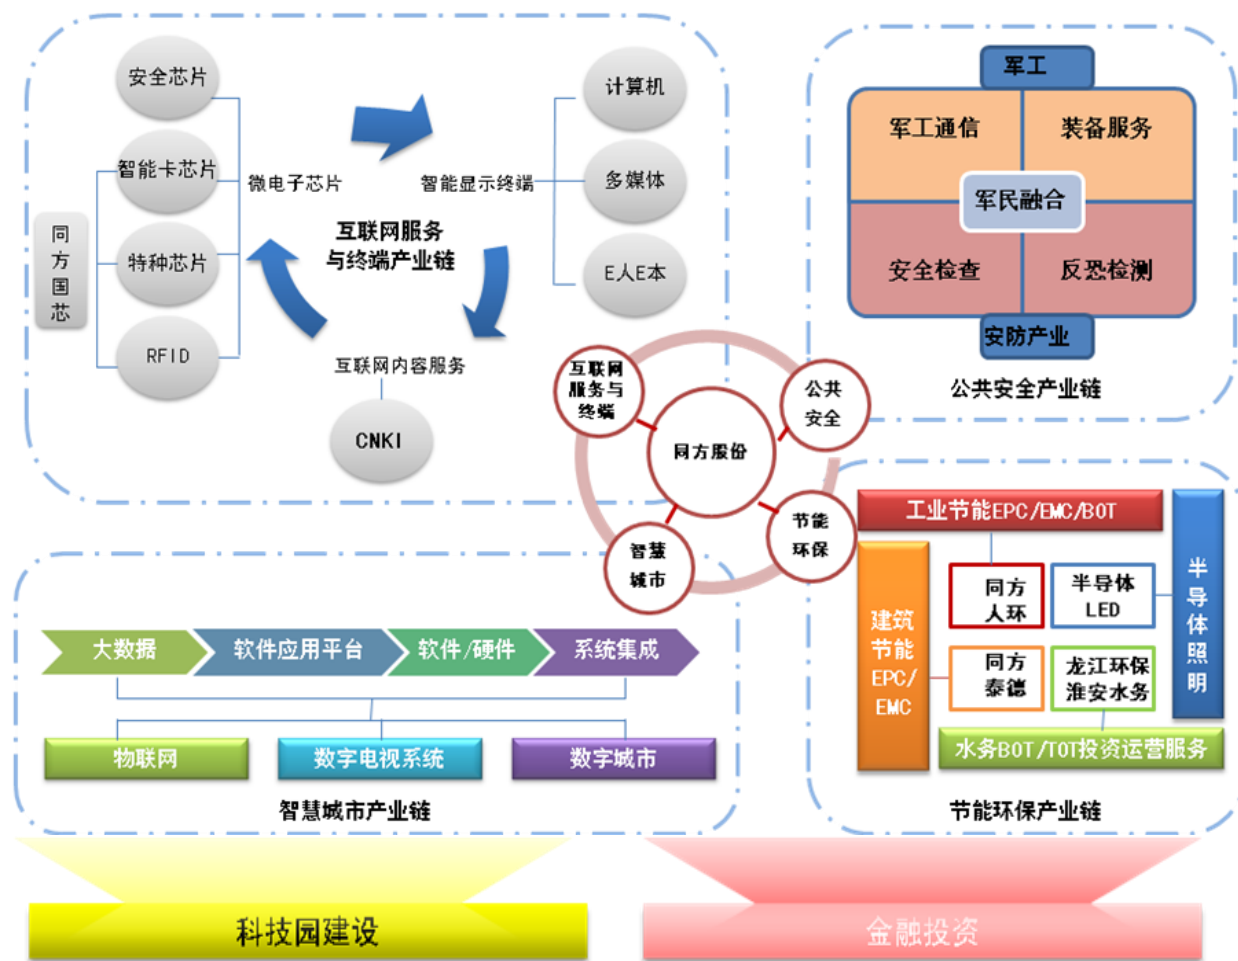 安全芯片
智能卡芯片
特种芯片
RFID
同
方
国
芯
微电子芯片
智能显示终端
计算机
多媒体
E人E本
互联网服务
与终端产业链
互联网内容服务
CNKI
军工
军工通信
装备服务
军民融合
安全检查
反恐检测
安防产业
公共安全产业链
互联网
服务与
终端
公共
安全
同方股份
智慧
城市
节能
环保
大数据
软件应用平台
软件/硬件
系统集成
物联网
数字电视系统
数字城市
智慧城市产业链
工业节能EPC/EMC/BOT
建筑
节能
EPC/
EMC
同方
人环
半导体
LED
同方
泰德
龙江环保
淮安水务
半
导
体
照
明
水务BOT/TOT投资运营服务
节能环保产业链
科技园建设
金融投资